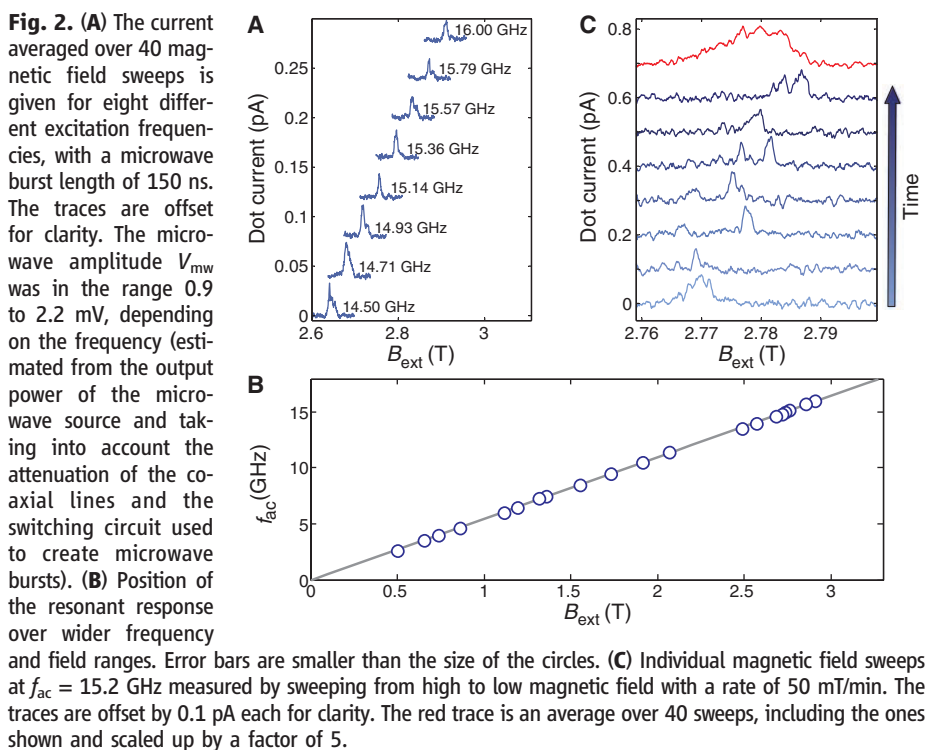 Fig. 2. (A) The current
averaged over 40 mag-
netic field sweeps is
given for eight differ-
ent excitation frequen-
cies, with a microwave
burst length of 150 ns.
The traces are offset
for clarity. The micro-
wave amplitude Vmw
was in the range 0.9
to 2.2 mV, depending
on the frequency (esti-
mated from the output
power of the micro-
wave source and tak-
ing into account the
attenuation of the co-
axial lines and the
switching circuit used
to create microwave
bursts). (B) Position of
the resonant response
over wider frequency
and field ranges. Error bars are smaller than the size of the circles. (C) Individual magnetic field sweeps
at fac = 15.2 GHz measured by sweeping from high to low magnetic field with a rate of 50 mT/min. The
traces are offset by 0.1 pA each for clarity. The red trace is an average over 40 sweeps, including the ones
shown and scaled up by a factor of 5.
A
Dot current (pA)
0.25
0.2
0.15
0.1
0.05
0
16.00 GHz
15.79 GHz
15.57 GHz
15.36 GHz
15.14 GHz
14.93 GHz
14.71 GHz
14.50 GHz
2.6 2.8 3
Bext (T)
C
Dot current (pA)
0.8
0.6
0.4
0.2
0
2.76 2.77 2.78 2.79
Bext (T)
Time
B
fac (GHz)
15
10
5
0
0 0.5 1 1.5 2 2.5 3
Bext (T)